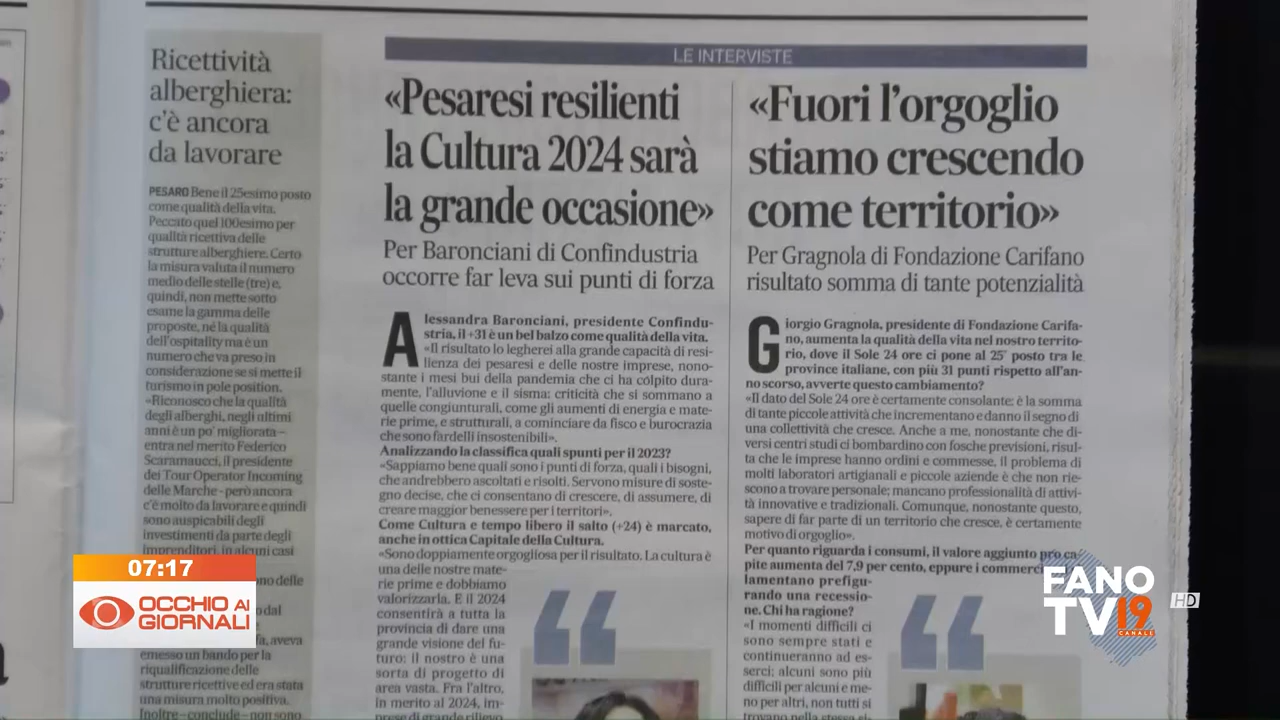 Ricettività
alberghiera:
c'è ancora
da lavorare
PESARO Bene il 25esimo posto
come qualità della vita.
Peccato quel 100esimo per
qualità ricettiva delle
strutture alberghiere. Certo
la misura valuta il numero
medio delle stelle (tre) e,
quindi, non mette sotto
esame la gamma delle
proposte, né la qualità
dell'ospitality ma è un
numero che va preso in
considerazione se si mette il
turismo in pole position.
«Riconosco che la qualità
degli alberghi, negli ultimi
anni è un po' migliorata –
entra nel merito Federico
Scaramucci, il presidente
dei Tour Operator Incoming
delle Marche - però ancora
c'è molto da lavorare e quindi
sono auspicabili degli
investimenti da parte degli
imprenditori, in alcuni casi
no delle
dal
fa, aveva
emesso un bando per la
riqualificazione delle
strutture ricettive ed era stata
una misura molto positiva.
Inoltre – conclude – non sono
LE INTERVISTE
«Pesaresi resilienti
la Cultura 2024 sarà
la grande occasione»
Per Baronciani di Confindustria
occorre far leva sui punti di forza
Alessandra Baronciani, presidente Confindu-
stria, il +31 è un bel balzo come qualità della vita.
«Il risultato lo legherei alla grande capacità di resi-
lienza dei pesaresi e delle nostre imprese, nono-
stante i mesi bui della pandemia che ci ha colpito dura-
mente, l'alluvione e il sisma: criticità che si sommano a
quelle congiunturali, come gli aumenti di energia e mate-
rie prime, e strutturali, a cominciare da fisco e burocrazia
che sono fardelli insostenibili».
Analizzando la classifica quali spunti per il 2023?
«Sappiamo bene quali sono i punti di forza, quali i bisogni,
che andrebbero ascoltati e risolti. Servono misure di soste-
gno decise, che ci consentano di crescere, di assumere, di
creare maggior benessere per i territori».
Come Cultura e tempo libero il salto (+24) è marcato,
anche in ottica Capitale della Cultura.
«Sono doppiamente orgogliosa per il risultato. La cultura è
una delle nostre mate-
rie prime e dobbiamo
valorizzarla. E il 2024
consentirà a tutta la
provincia di dare una
grande visione del fu-
turo: il nostro è una
sorta di progetto di
area vasta. Fra l'altro,
in merito al 2024, im-
prese di grande rilievo
«Fuori l'orgoglio
stiamo crescendo
come territorio»
Per Gragnola di Fondazione Carifano
risultato somma di tante potenzialità
Giorgio Gragnola, presidente di Fondazione Carifa-
no, aumenta la qualità della vita nel nostro territo-
rio, dove il Sole 24 ore ci pone al 25° posto tra le
province italiane, con più 31 punti rispetto all'an-
no scorso, avverte questo cambiamento?
«Il dato del Sole 24 ore è certamente consolante: è la somma
di tante piccole attività che incrementano e danno il segno di
una collettività che cresce. Anche a me, nonostante che di-
versi centri studi ci bombardino con fosche previsioni, risul-
ta che le imprese hanno ordini e commesse, il problema di
molti laboratori artigianali e piccole aziende è che non rie-
scono a trovare personale; mancano professionalità di attivi-
tà innovative e tradizionali. Comunque, nonostante questo,
sapere di far parte di un territorio che cresce, è certamente
motivo di orgoglio».
Per quanto riguarda i consumi, il valore aggiunto pro ca-
pite aumenta del 7,9 per cento, eppure i commerci
lamentano prefigu-
rando una recessio-
ne. Chi ha ragione?
«I momenti difficili ci
sono sempre stati e
continueranno ad es-
serci; alcuni sono più
difficili per alcuni e me-
no per altri, non tutti si
trovano nella stessa
07:17
OCCHIO AI
GIORNALI
FANO
TV 19
CANALE
HD